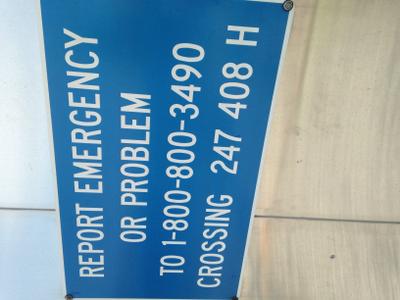 REPORT EMERGENCY
OR PROBLEM
TO 1-800-800-3490
CROSSING 247 408 H